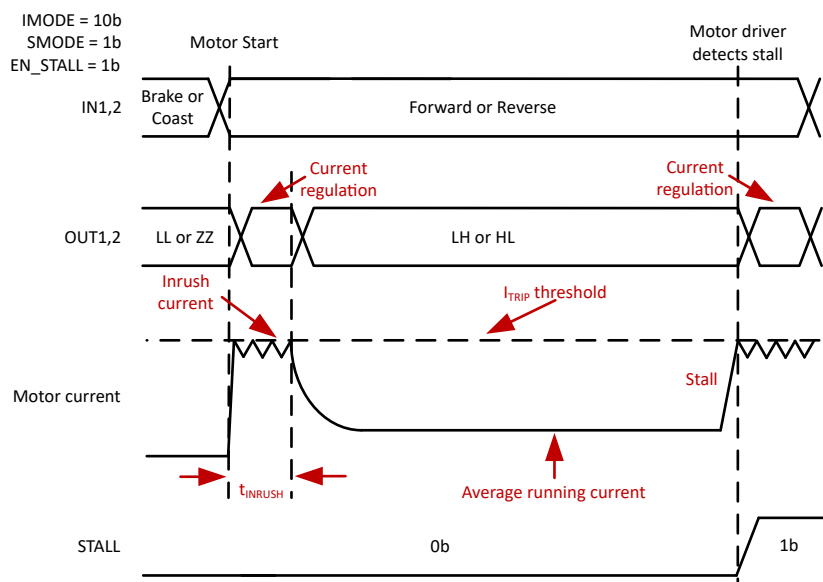 IMODE = 10b
SMODE = 1b
EN_STALL = 1b
Motor Start
Motor driver
detects stall
IN1,2
Brake or
Coast
Forward or Reverse
Current
regulation
Current
regulation
OUT1,2
LL or ZZ
LH or HL
Inrush
current
ITRIP threshold
Motor current
Stall
tINRUSH
Average running current
STALL
0b
1b